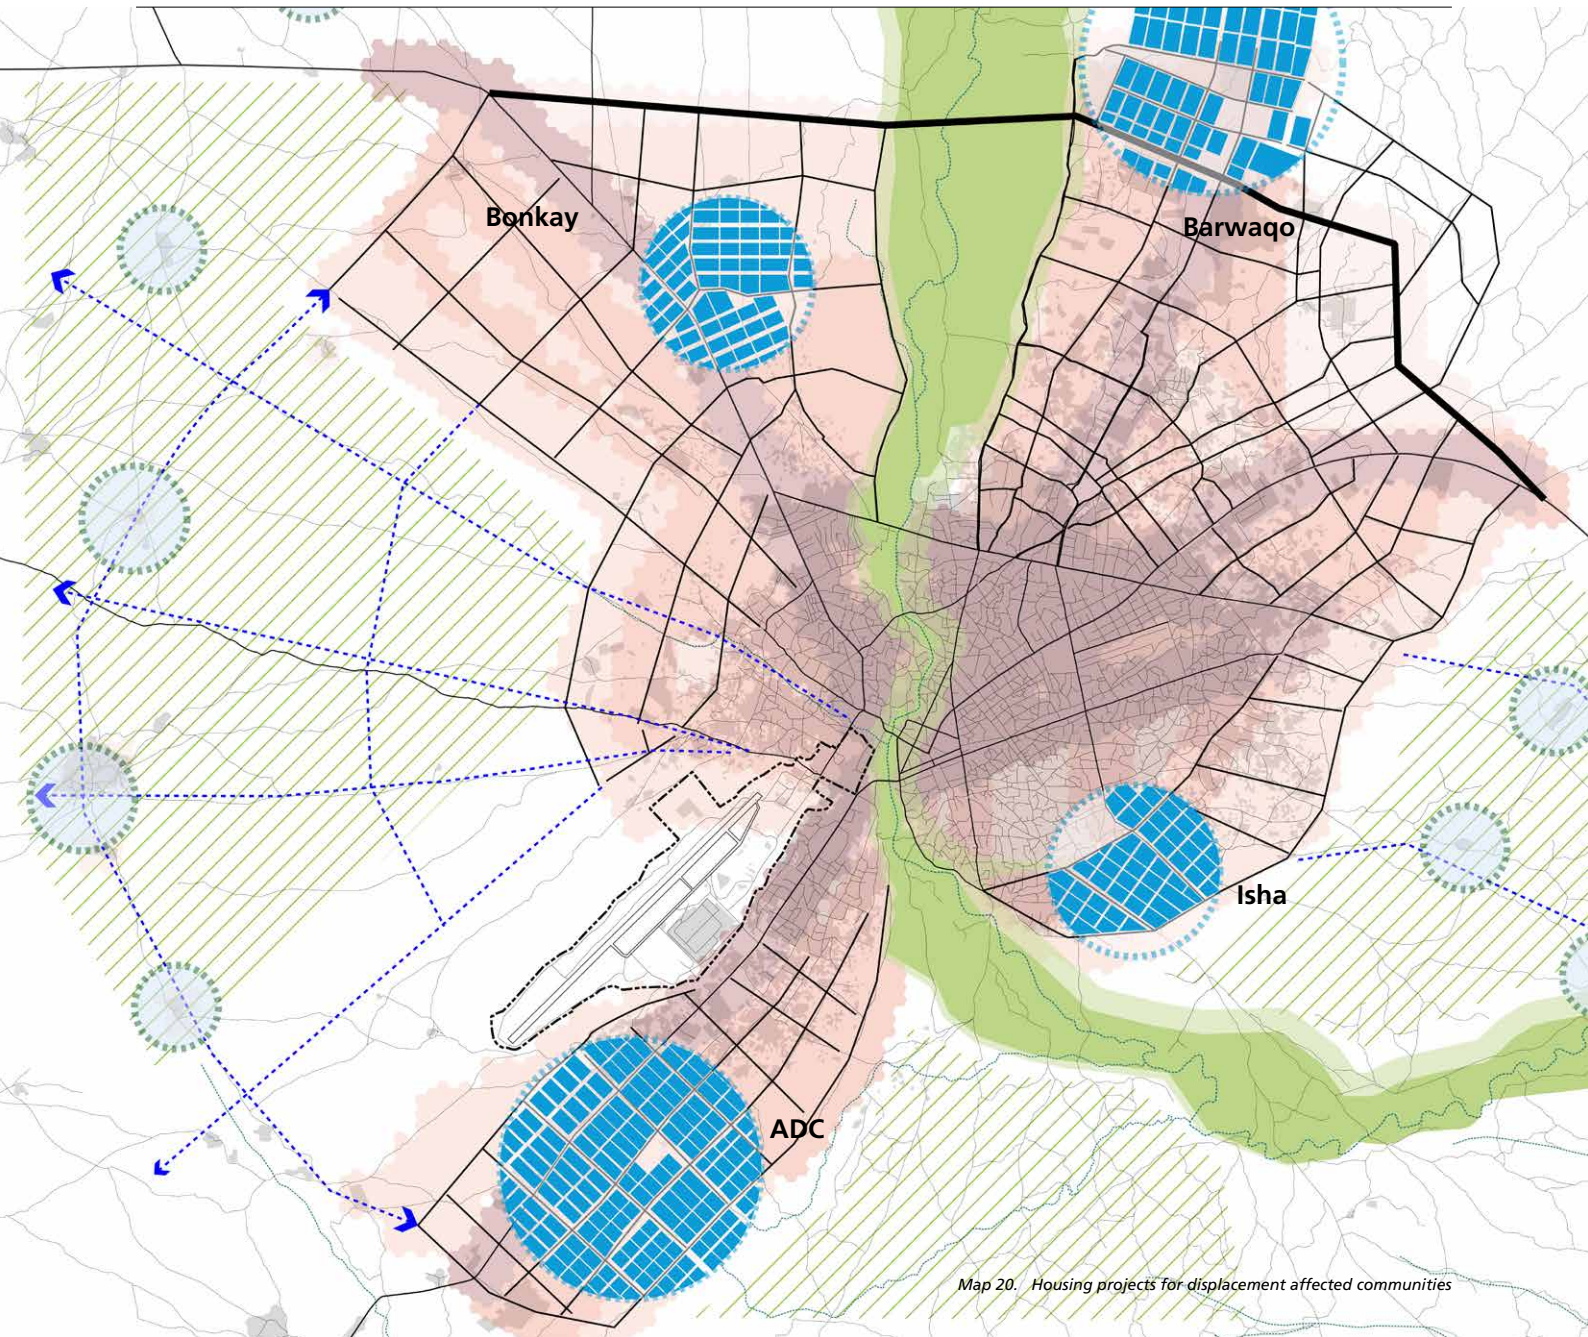 Bonkay
Barwaqo
Isha
ADC
Map 20. Housing projects for displacement affected communities